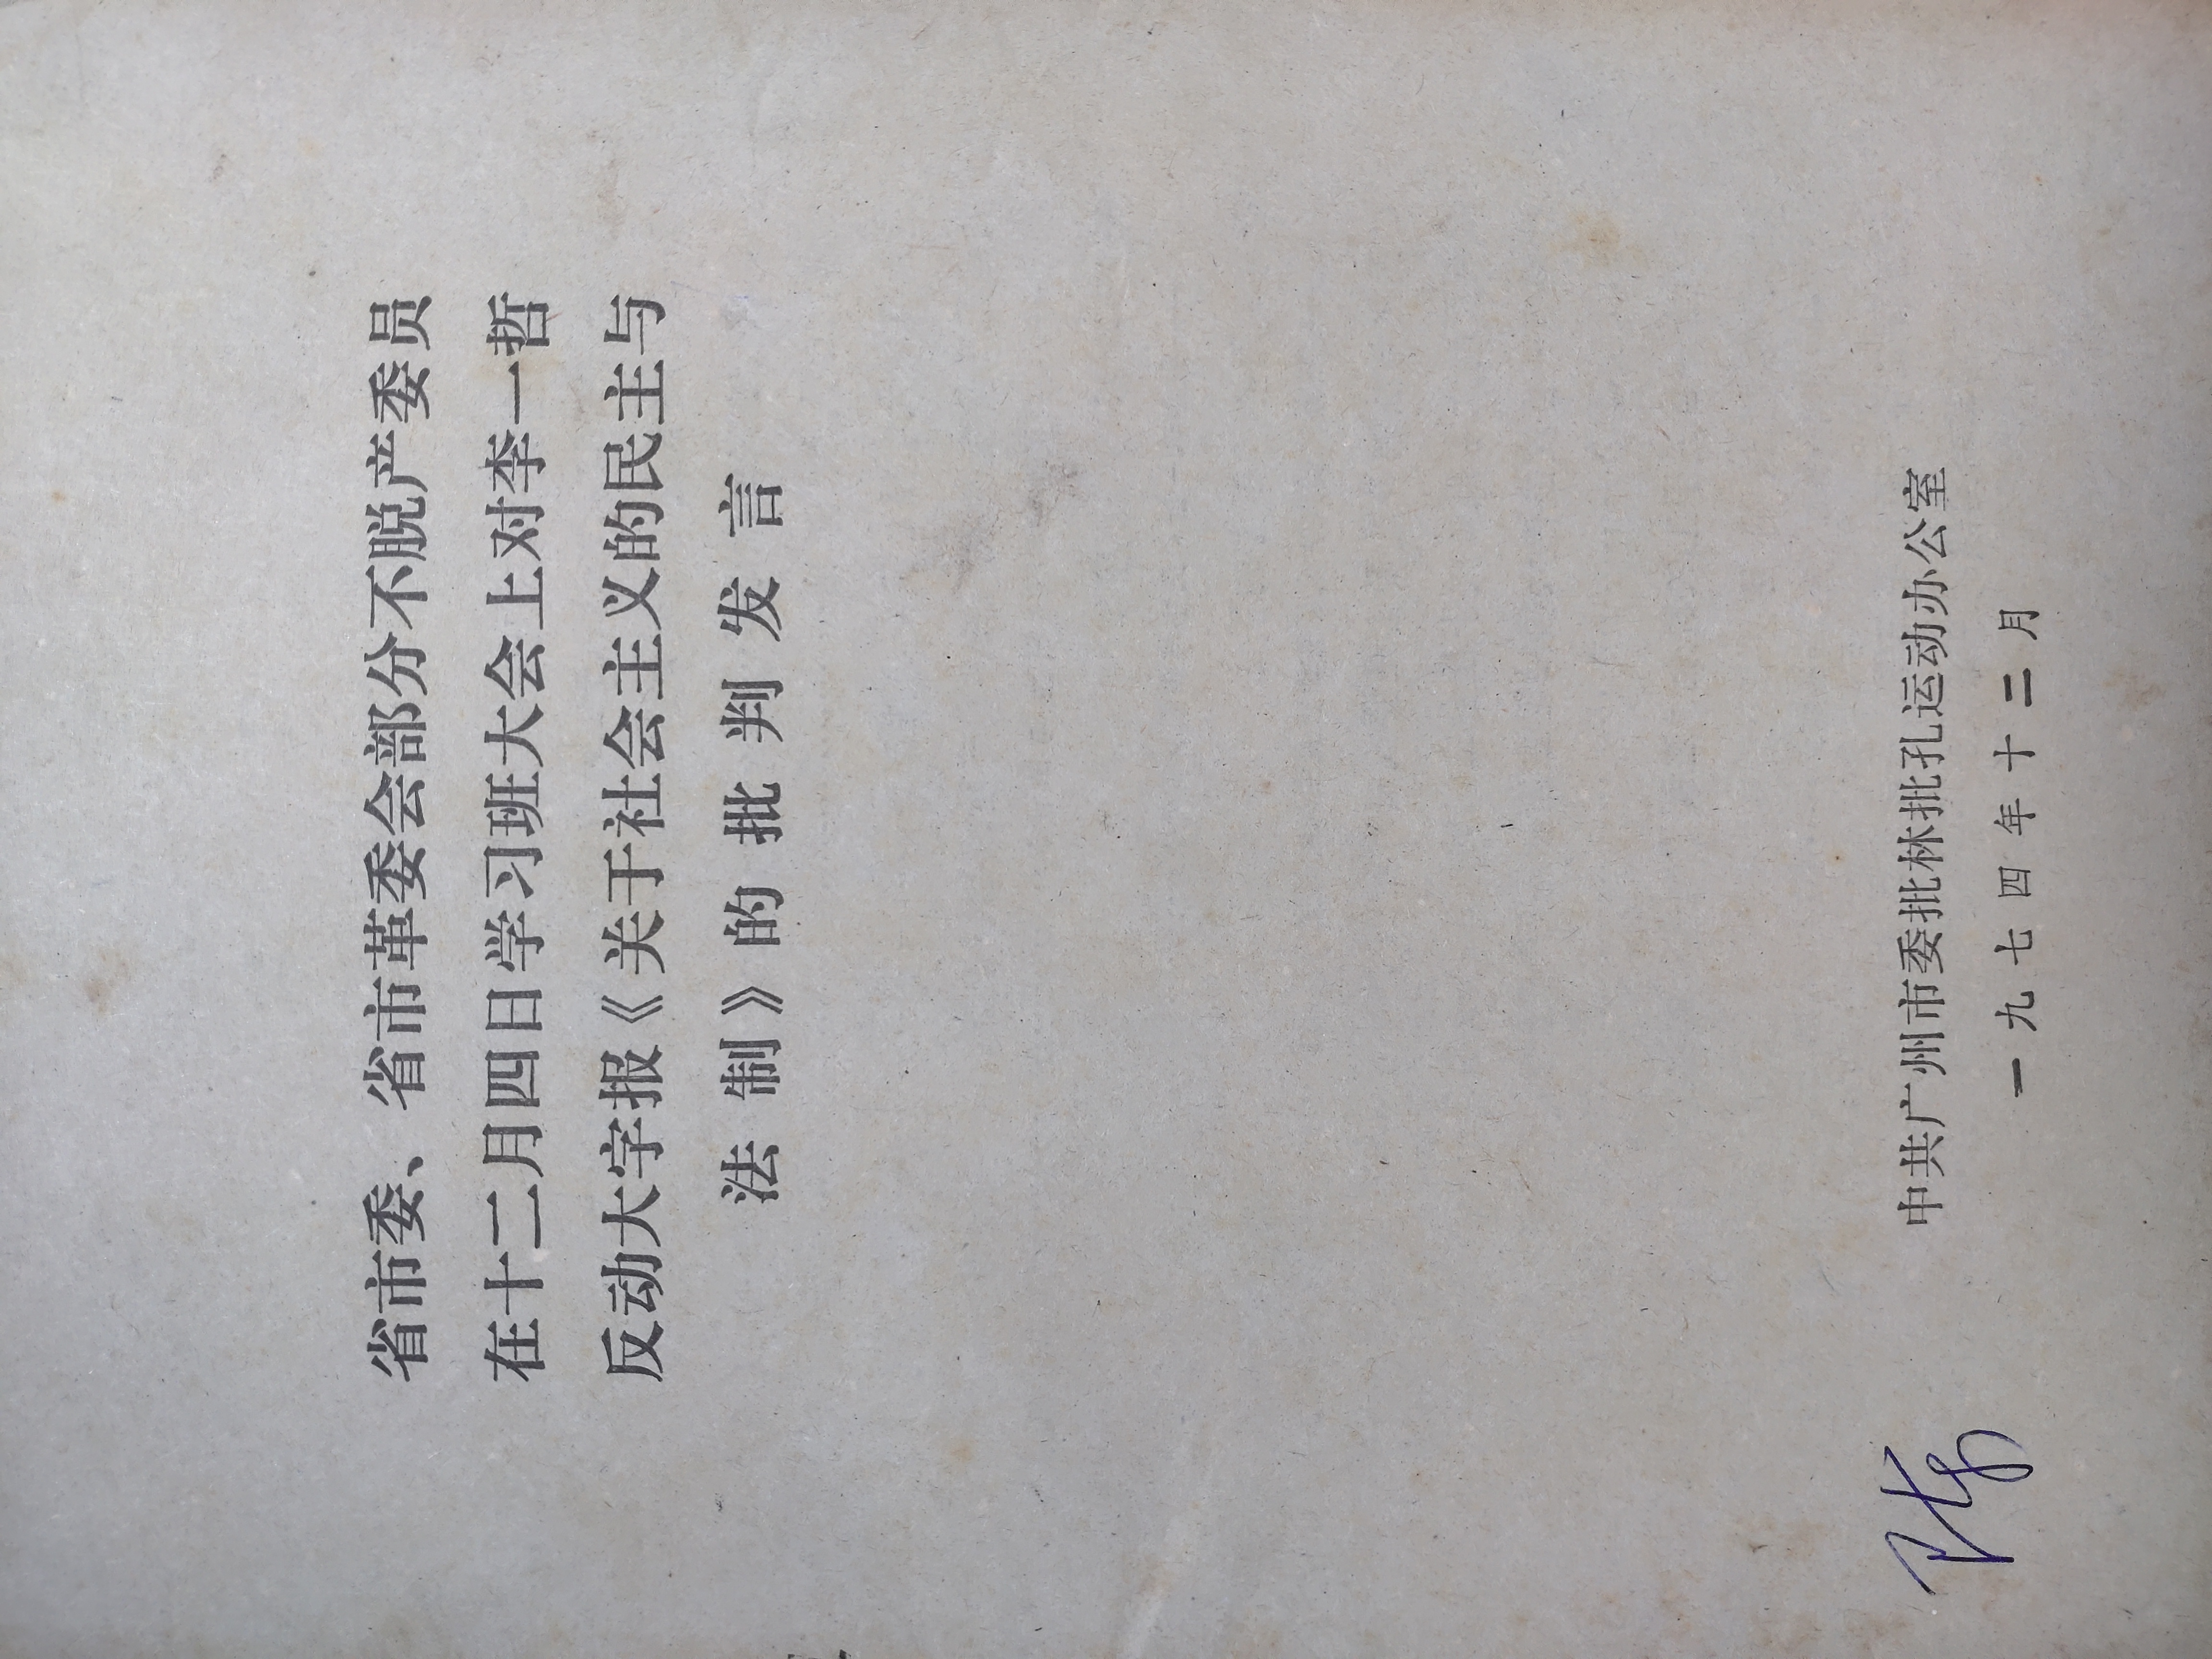 省市委、省市革委会部分不脱产委员
在十二月四日学习班大会上对李一哲
反动大字报《关于社会主义的民主与
法制》的批判发言
陈
中共广州市委批林批孔运动办公室
一九七四年十二月